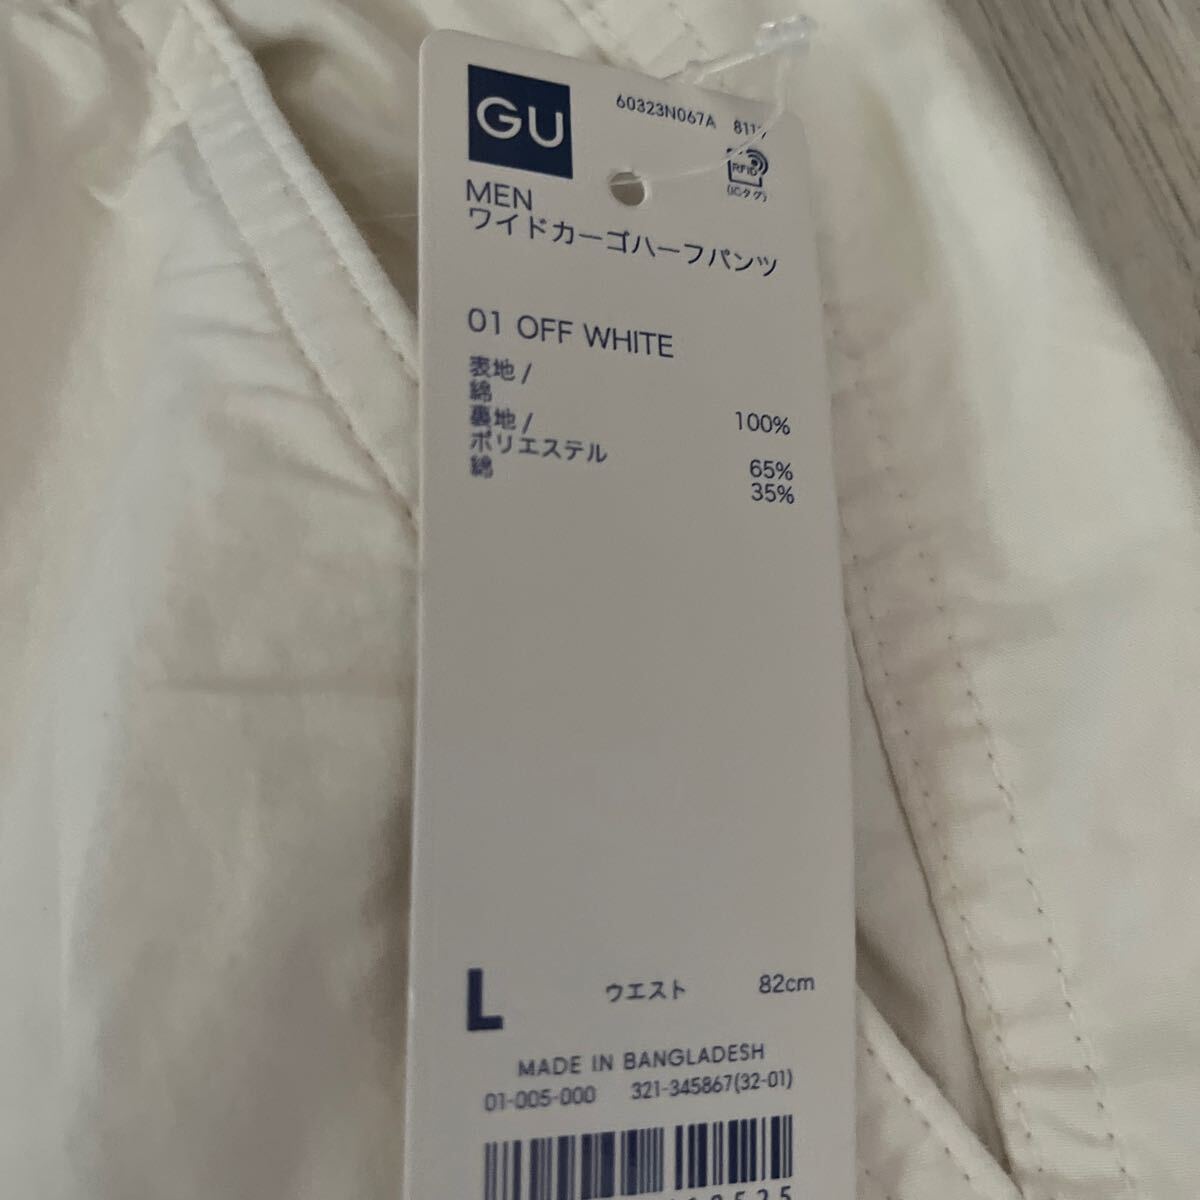 GU
60323N067A
RFID
(ICタグ)
MEN
ワイドカーゴハーフパンツ
01 OFF WHITE
表地 /
綿 100%
裏地 /
ポリエステル 65%
綿 35%
L ウエスト 82cm
MADE IN BANGLADESH
01-005-000 321-345867(32-01)